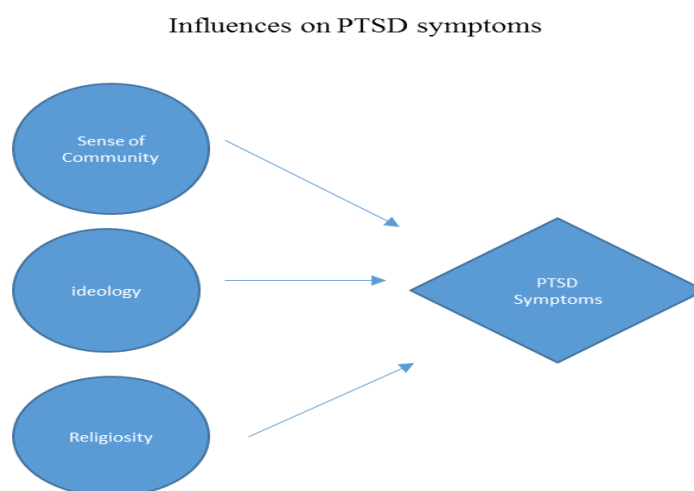 Influences on PTSD symptoms
Sense of
Community
ideology
Religiosity
PTSD
Symptoms